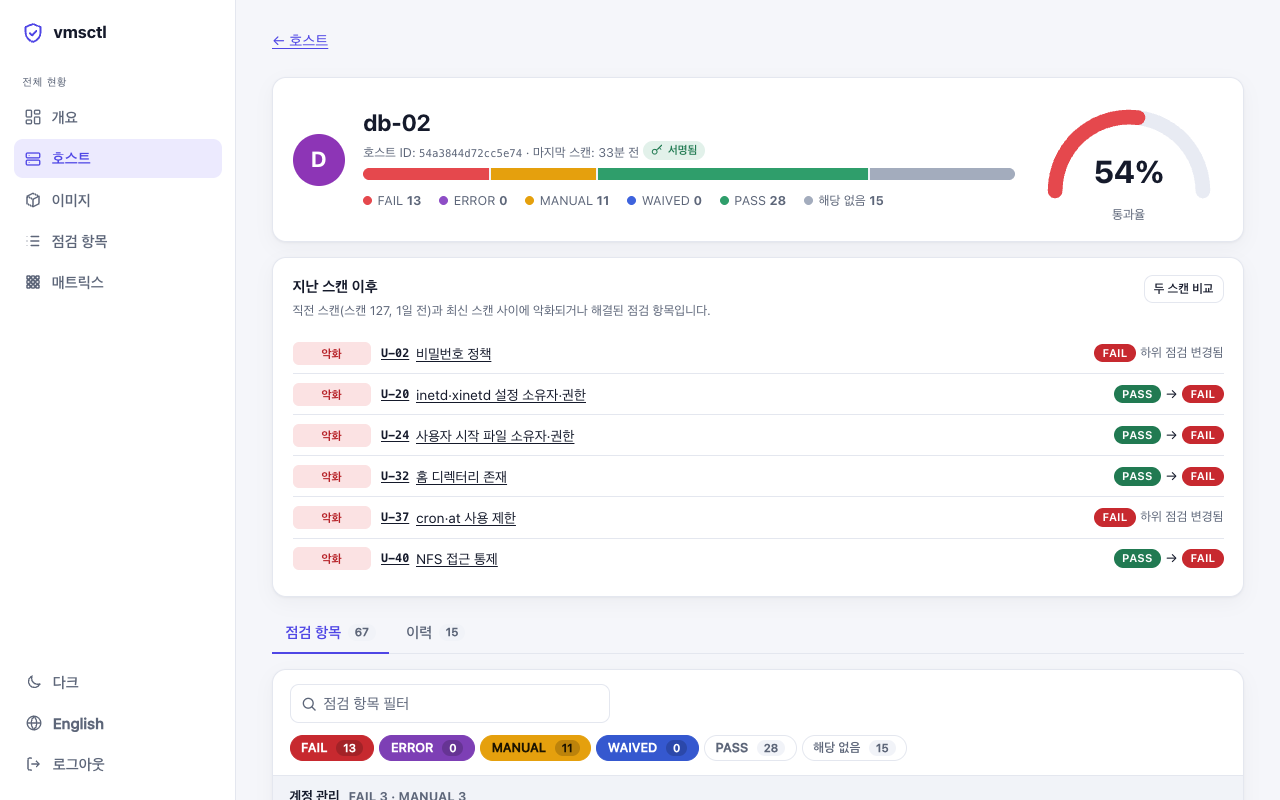 vmsctl
전체 현황
개요
호스트
이미지
점검 항목
매트릭스
다크
English
로그아웃
← 호스트
D
db-02
호스트 ID: 54a3844d72cc5e74 · 마지막 스캔: 33분 전 서명됨
FAIL 13 ERROR 0 MANUAL 11 WAIVED 0 PASS 28 해당 없음 15
54%
통과율
지난 스캔 이후
두 스캔 비교
직전 스캔(스캔 127, 1일 전)과 최신 스캔 사이에 악화되거나 해결된 점검 항목입니다.
악화 U-02 비밀번호 정책 FAIL 하위 점검 변경됨
악화 U-20 inetd·xinetd 설정 소유자·권한 PASS → FAIL
악화 U-24 사용자 시작 파일 소유자·권한 PASS → FAIL
악화 U-32 홈 디렉터리 존재 PASS → FAIL
악화 U-37 cron·at 사용 제한 FAIL 하위 점검 변경됨
악화 U-40 NFS 접근 통제 PASS → FAIL
점검 항목 67 이력 15
점검 항목 필터
FAIL 13 ERROR 0 MANUAL 11 WAIVED 0 PASS 28 해당 없음 15
계정 관리 FAIL 3 · MANUAL 3